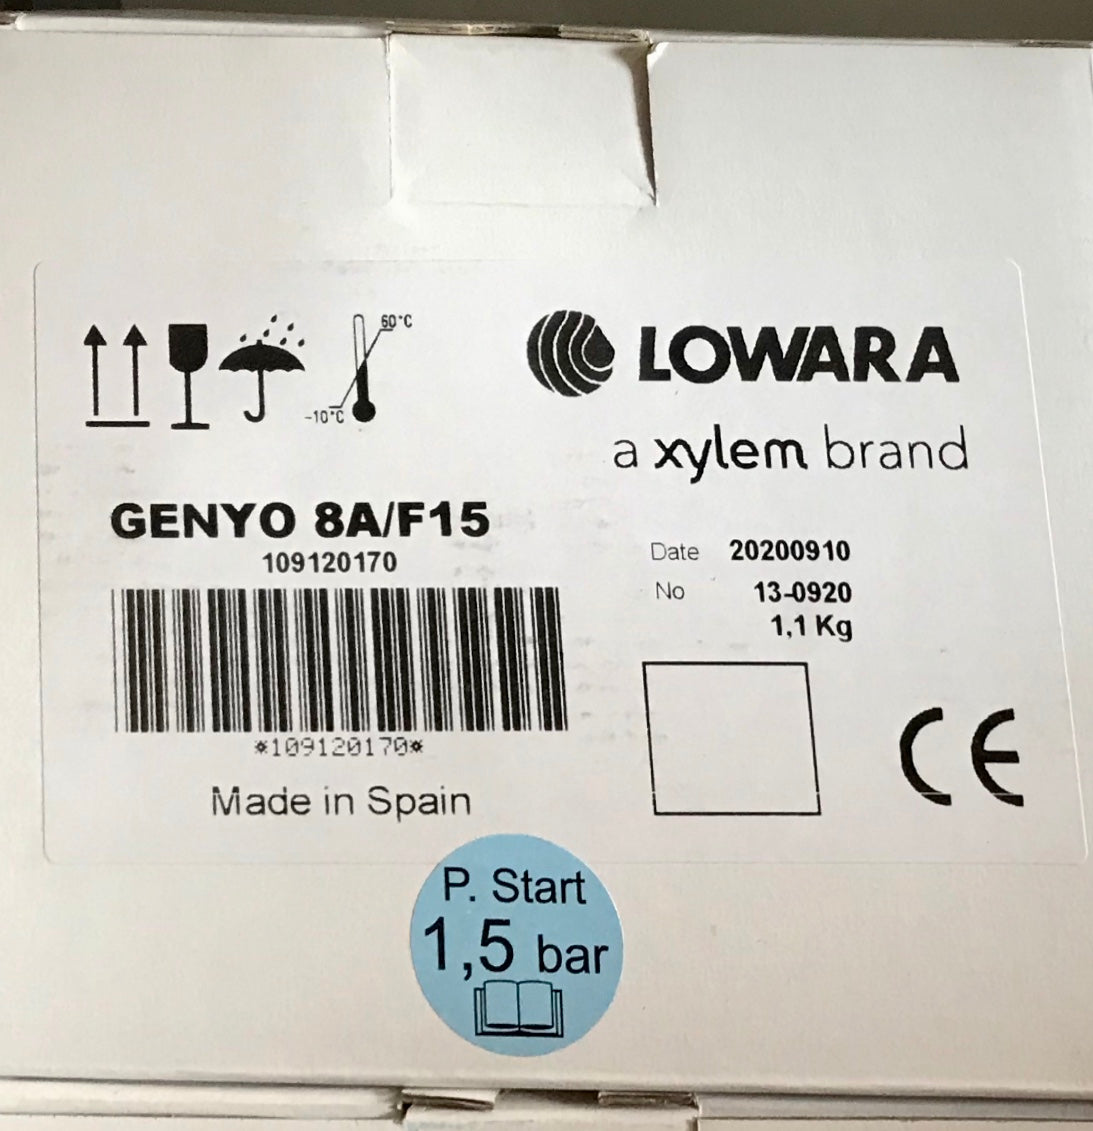 60°C
-10°C
LOWARA
a xylem brand
GENYO 8A/F15
109120170
Date 20200910
No 13-0920
1,1 Kg
*109120170*
Made in Spain
CE
P. Start
1,5 bar